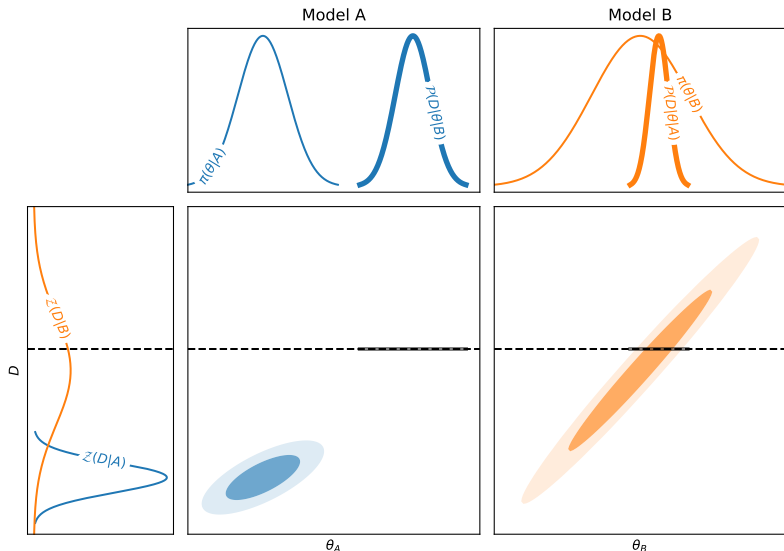 Model A
Model B
π(θ|A)
𝒫(D|θ|B)
𝒫(D|θ|A)
π(θ|B)
𝒵(D|B)
𝒵(D|A)
D
θ_A
θ_B